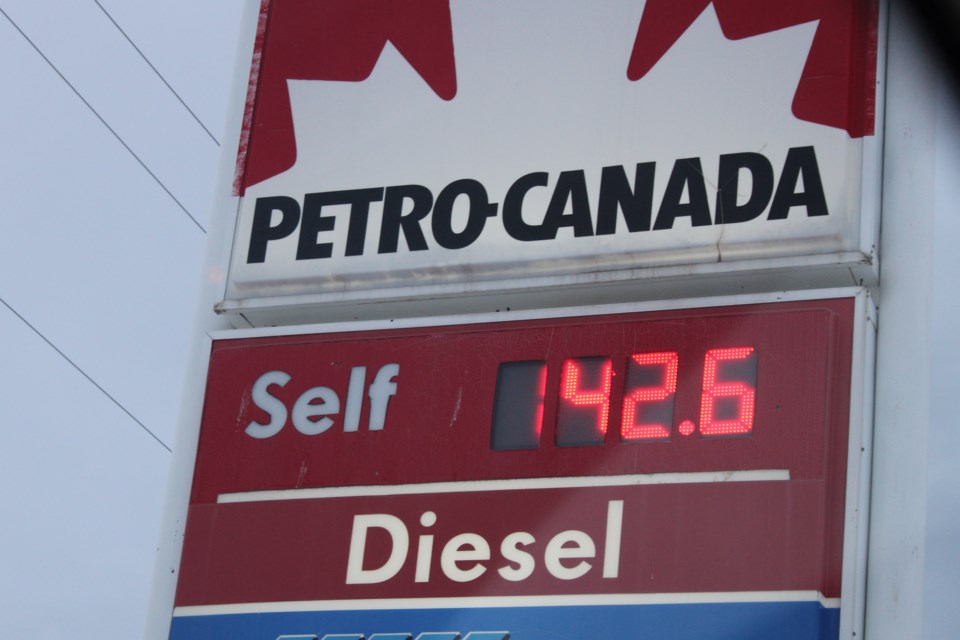 PETRO-CANADA
Self 142.6
Diesel